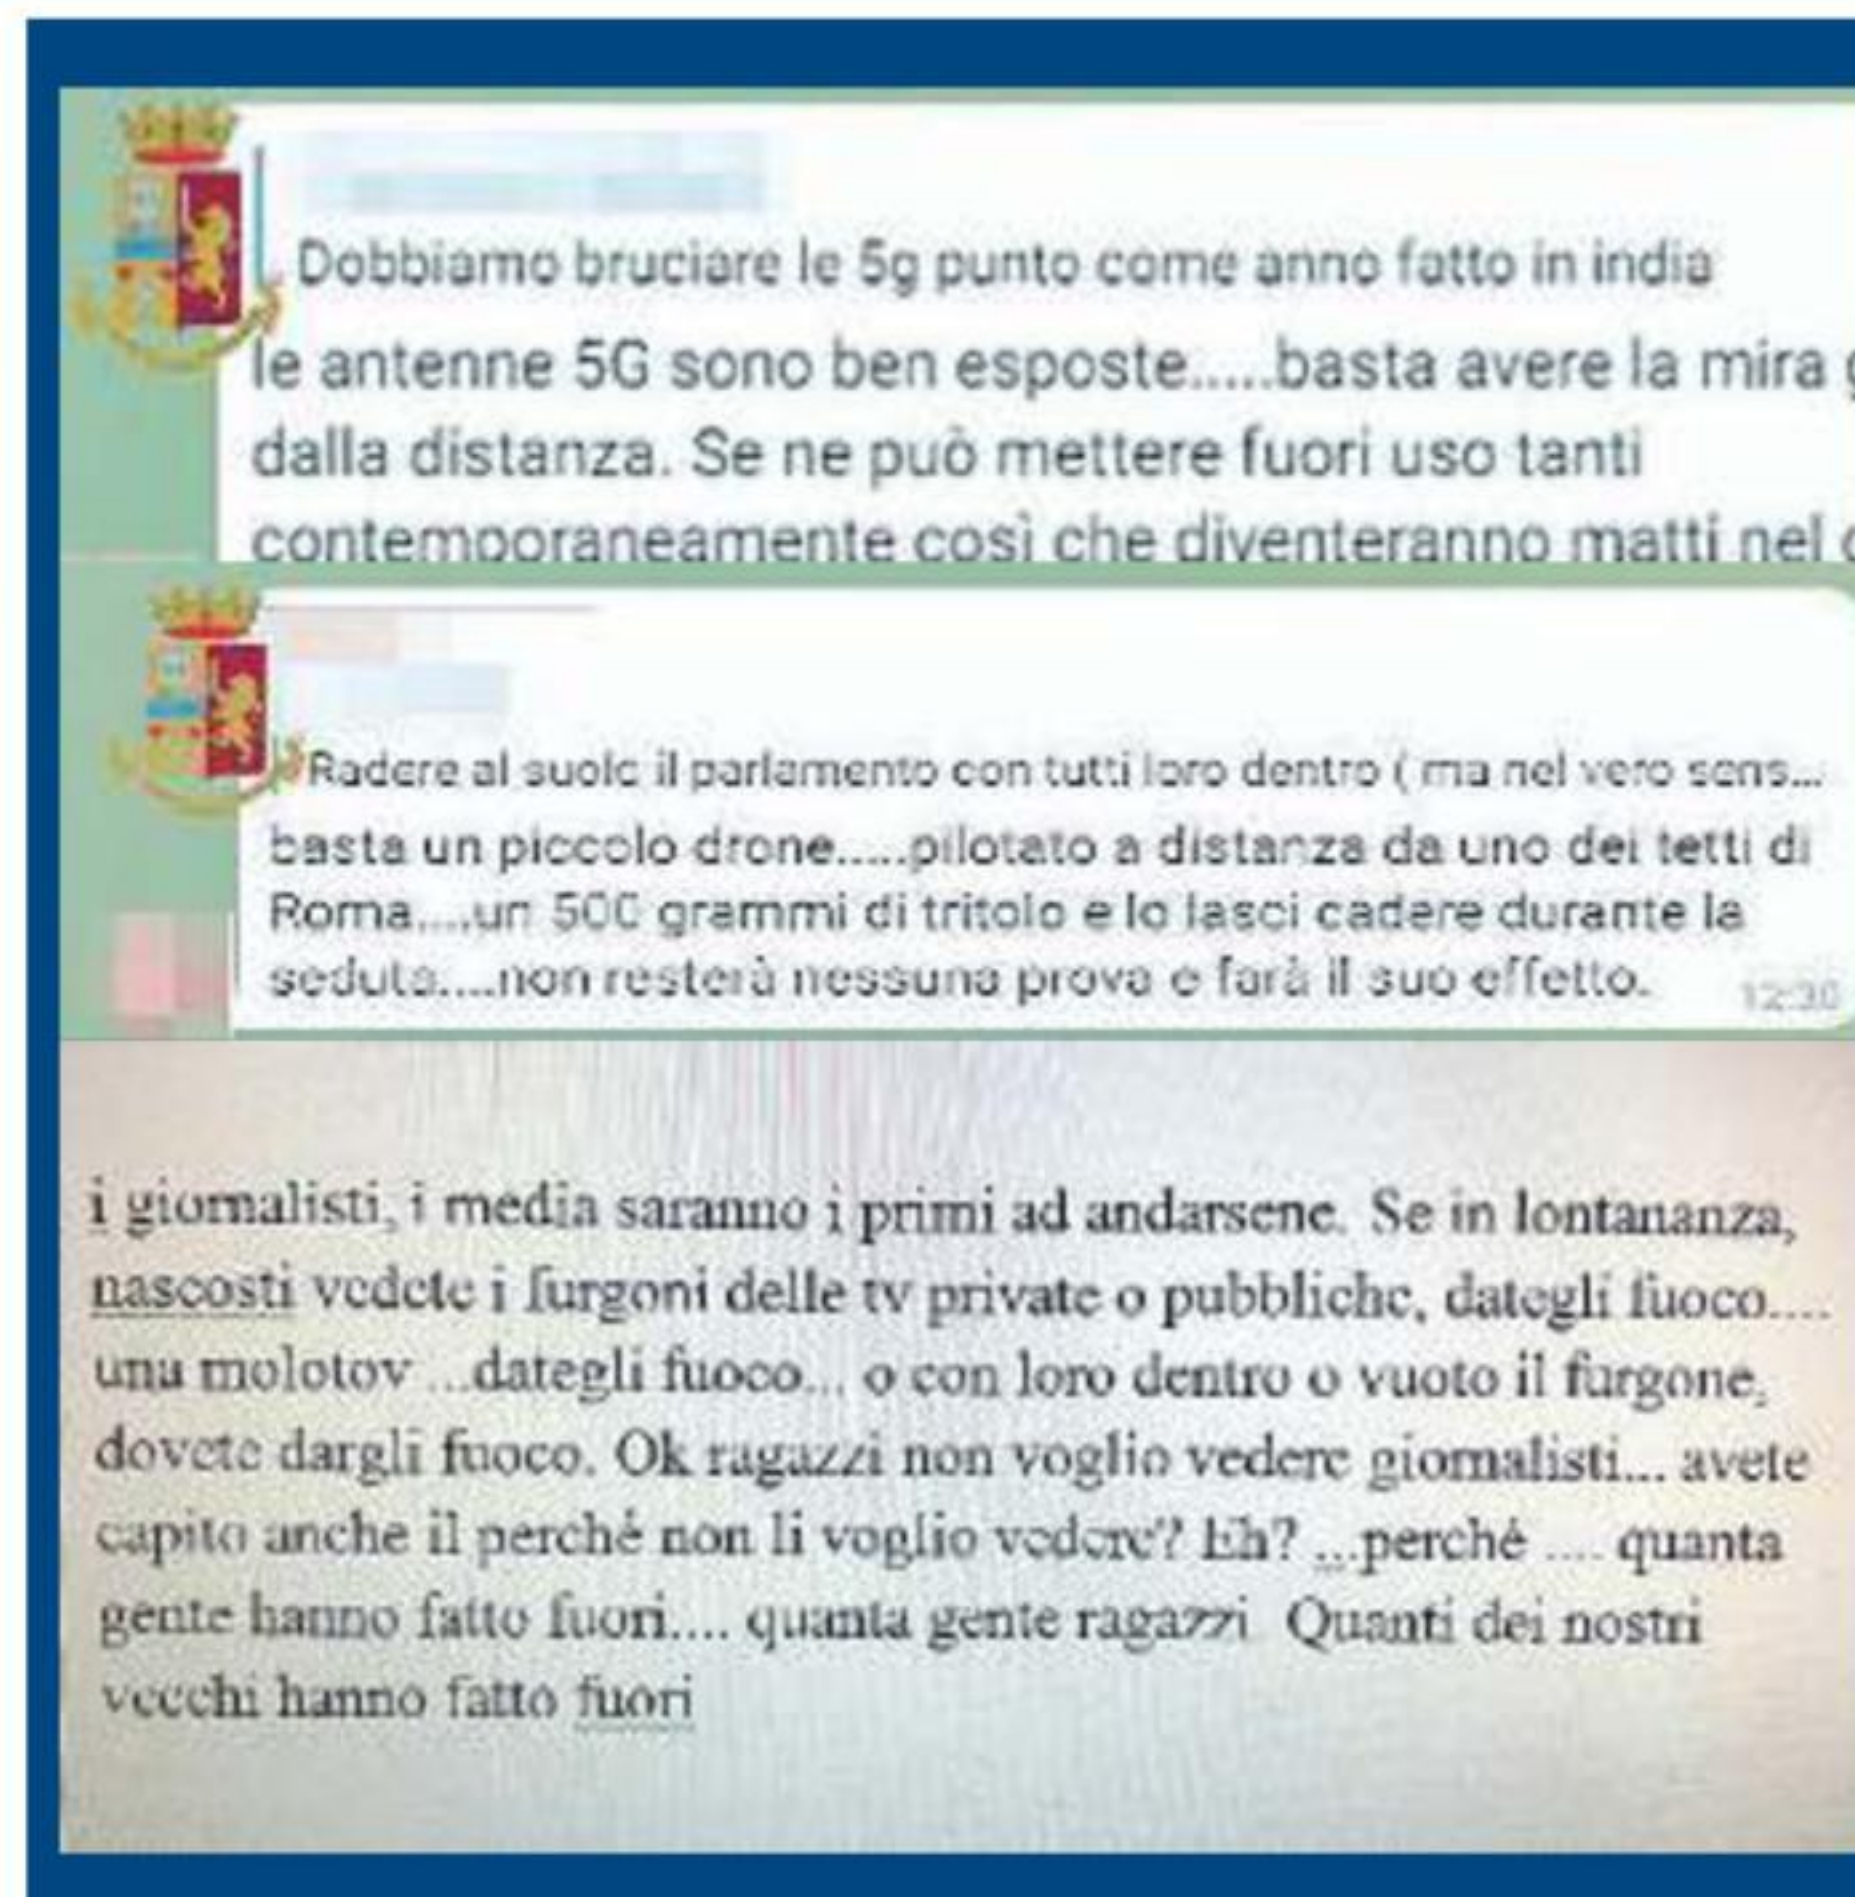 Dobbiamo bruciare le 5g punto come anno fatto in india
le antenne 5G sono ben esposte.....basta avere la mira
dalla distanza. Se ne può mettere fuori uso tanti
contemporaneamente così che diventeranno matti nel
Radere al suolo il parlamento con tutti loro dentro ( ma nel vero sens...
basta un piccolo drone.....pilotato a distanza da uno dei tetti di
Roma....un 500 grammi di tritolo e lo lasci cadere durante la
seduta....non resterà nessuna prova e farà il suo effetto.
12:30
i giornalisti, i media saranno i primi ad andarsene. Se in lontananza,
nascosti vedete i furgoni delle tv private o pubbliche, dategli fuoco....
una molotov ...dategli fuoco... o con loro dentro o vuoto il furgone,
dovete dargli fuoco. Ok ragazzi non voglio vedere giornalisti... avete
capito anche il perché non li voglio vedere? Eh? ...perché .... quanta
gente hanno fatto fuori.... quanta gente ragazzi Quanti dei nostri
vecchi hanno fatto fuori